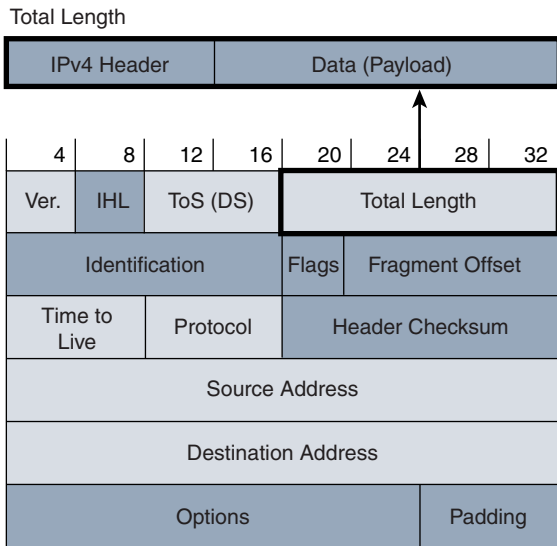 Total Length
IPv4 Header Data (Payload)
4 8 12 16 20 24 28 32
Ver. IHL ToS (DS) Total Length
Identification Flags Fragment Offset
Time to Live Protocol Header Checksum
Source Address
Destination Address
Options Padding